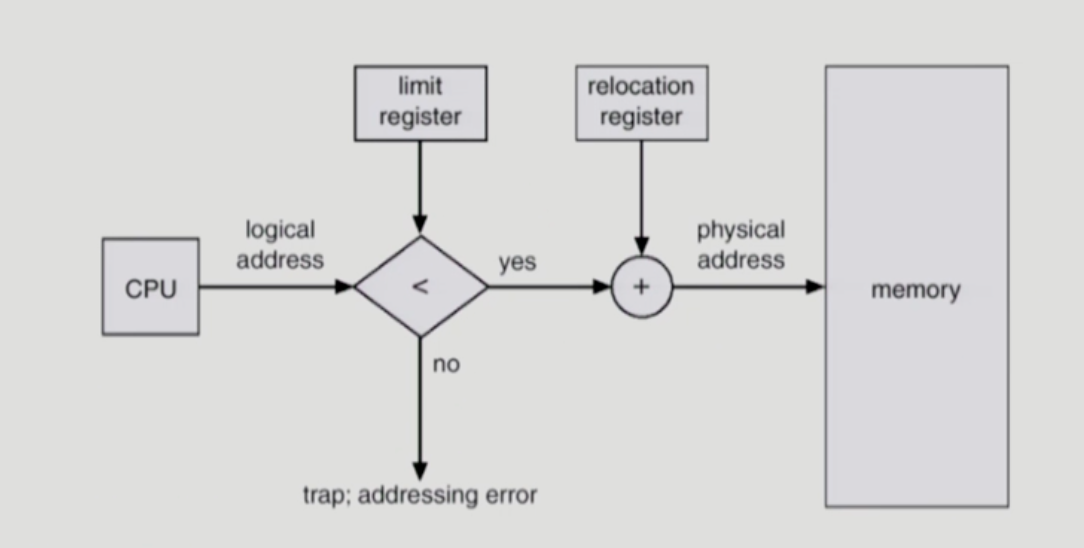 limit
register
relocation
register
logical
address
physical
address
CPU
<
yes
+
memory
no
trap; addressing error